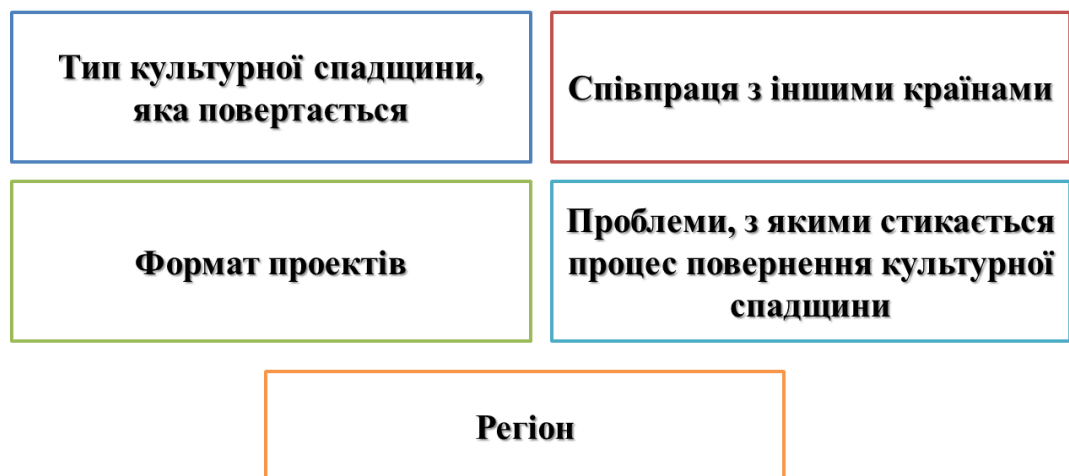 Тип культурної спадщини,
яка повертається
Співпраця з іншими країнами
Формат проектів
Проблеми, з якими стикається
процес повернення культурної
спадщини
Регіон